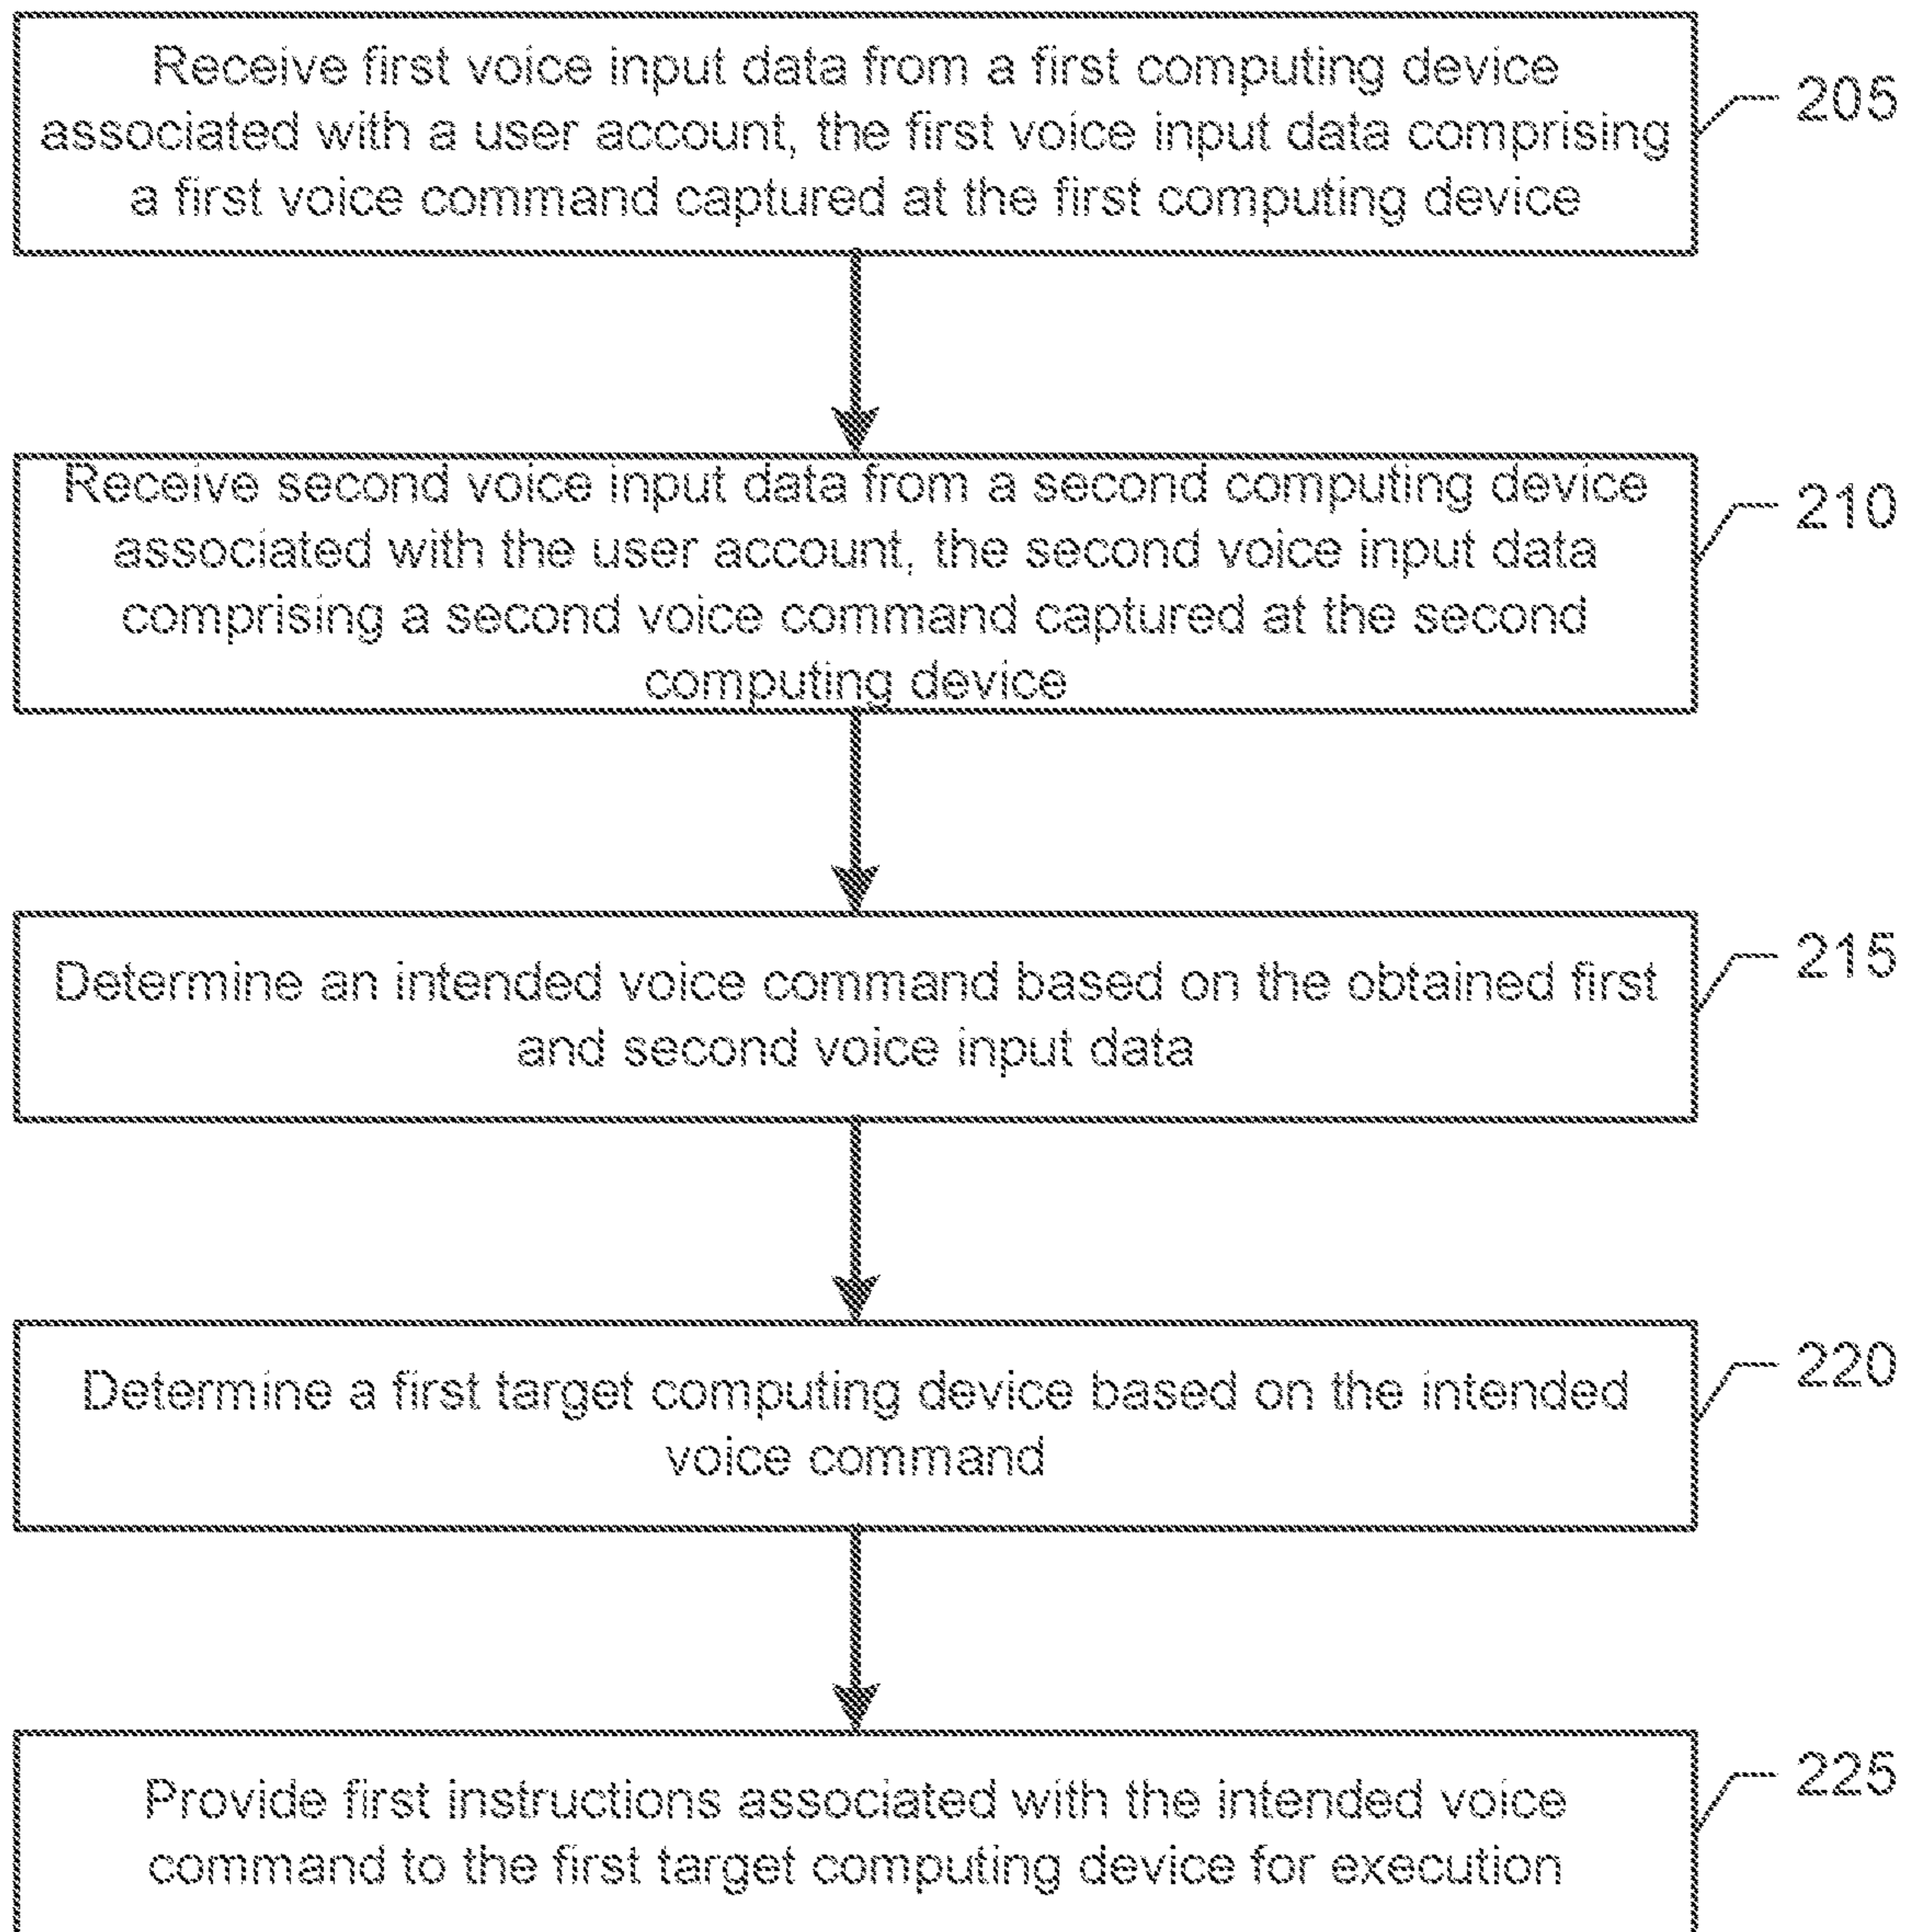 Receive first voice input data from a first computing device
associated with a user account, the first voice input data comprising
a first voice command captured at the first computing device
205
Receive second voice input data from a second computing device
associated with the user account, the second voice input data
comprising a second voice command captured at the second
computing device
210
Determine an intended voice command based on the obtained first
and second voice input data
215
Determine a first target computing device based on the intended
voice command
220
Provide first instructions associated with the intended voice
command to the first target computing device for execution
225